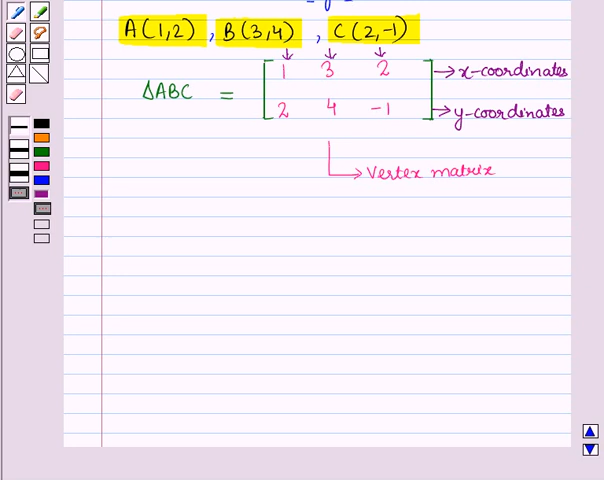 A(1,2), B(3,4), C(2,-1)
1 3 2 → x-coordinates
ΔABC =
2 4 -1 → y-coordinates
Vertex matrix